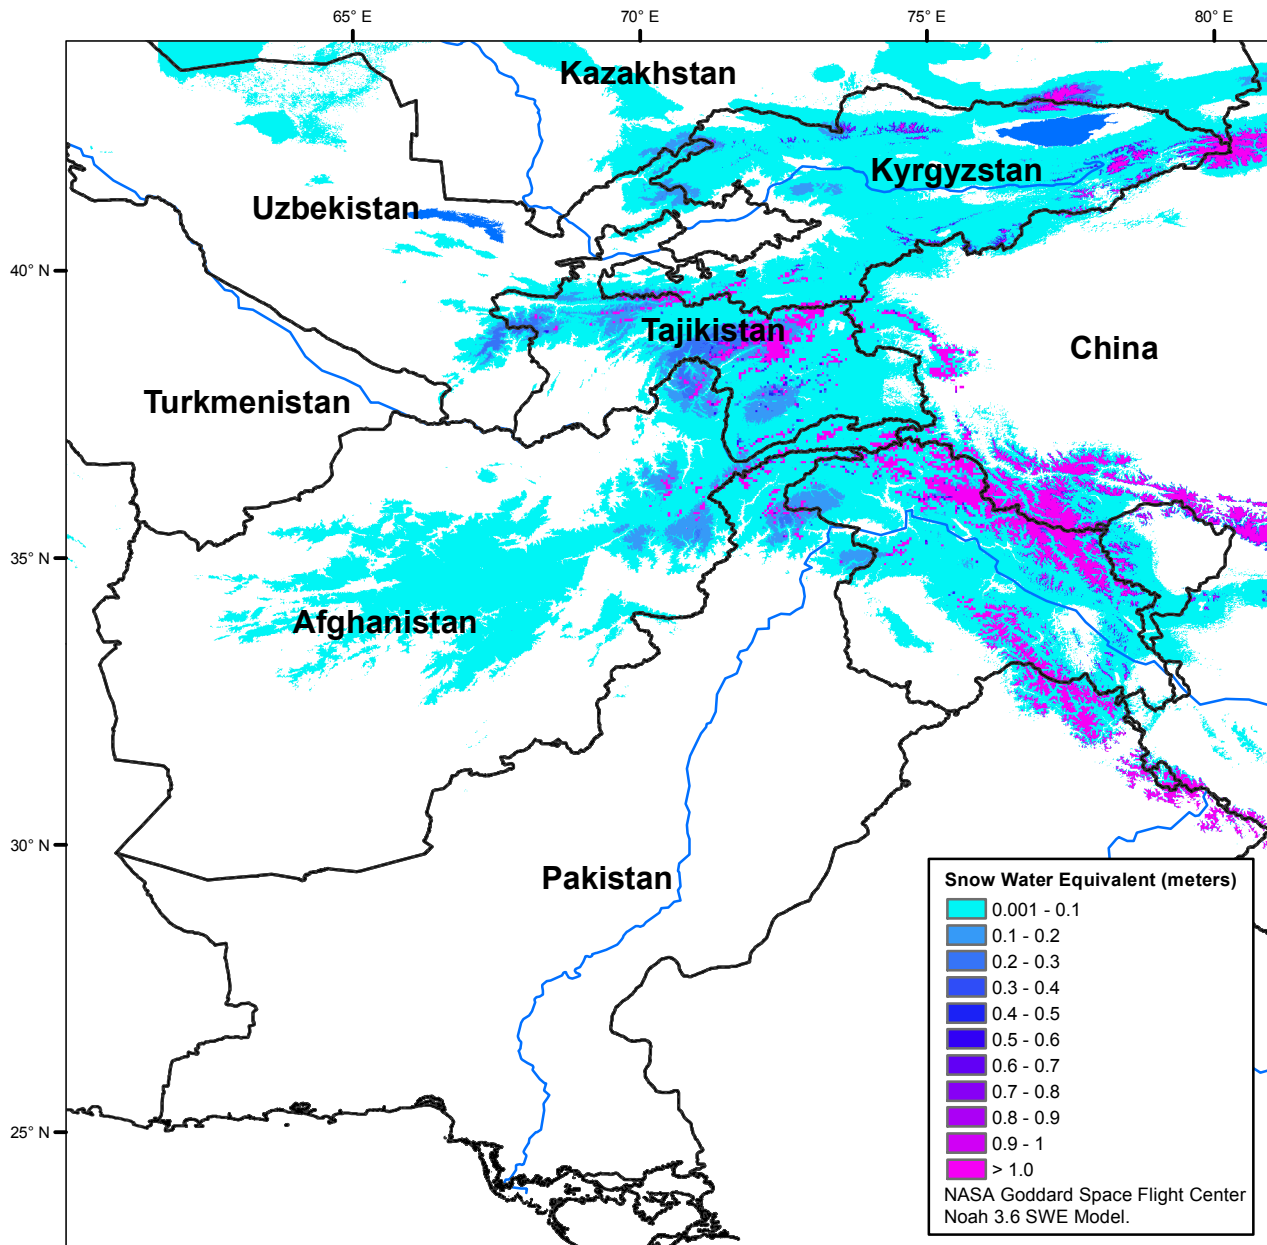 65° E
70° E
75° E
80° E
Kazakhstan
Kyrgyzstan
Uzbekistan
40° N
Tajikistan
China
Turkmenistan
35° N
Afghanistan
30° N
Pakistan
Snow Water Equivalent (meters)
0.001 - 0.1
0.1 - 0.2
0.2 - 0.3
0.3 - 0.4
0.4 - 0.5
0.5 - 0.6
0.6 - 0.7
0.7 - 0.8
0.8 - 0.9
0.9 - 1
> 1.0
NASA Goddard Space Flight Center
Noah 3.6 SWE Model.
25° N